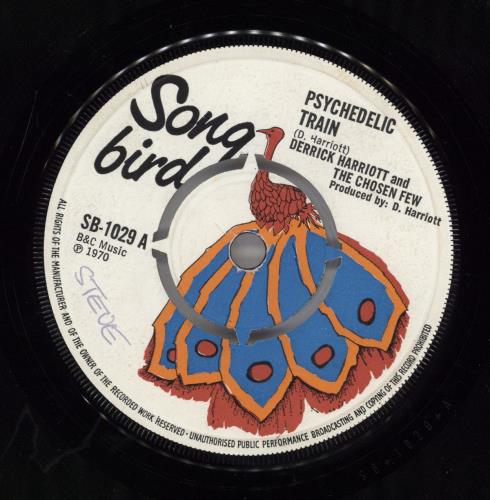 Song
bird
PSYCHEDELIC
TRAIN
(D. Harriott)
DERRICK HARRIOTT and
THE CHOSEN FEW
Produced by: D. Harriott
SB-1029 A
B&C Music
℗ 1970
STEVE
ALL RIGHTS OF THE MANUFACTURER AND OF THE OWNER OF THE RECORDED WORK RESERVED · UNAUTHORISED PUBLIC PERFORMANCE BROADCASTING AND COPYING OF THIS RECORD PROHIBITED